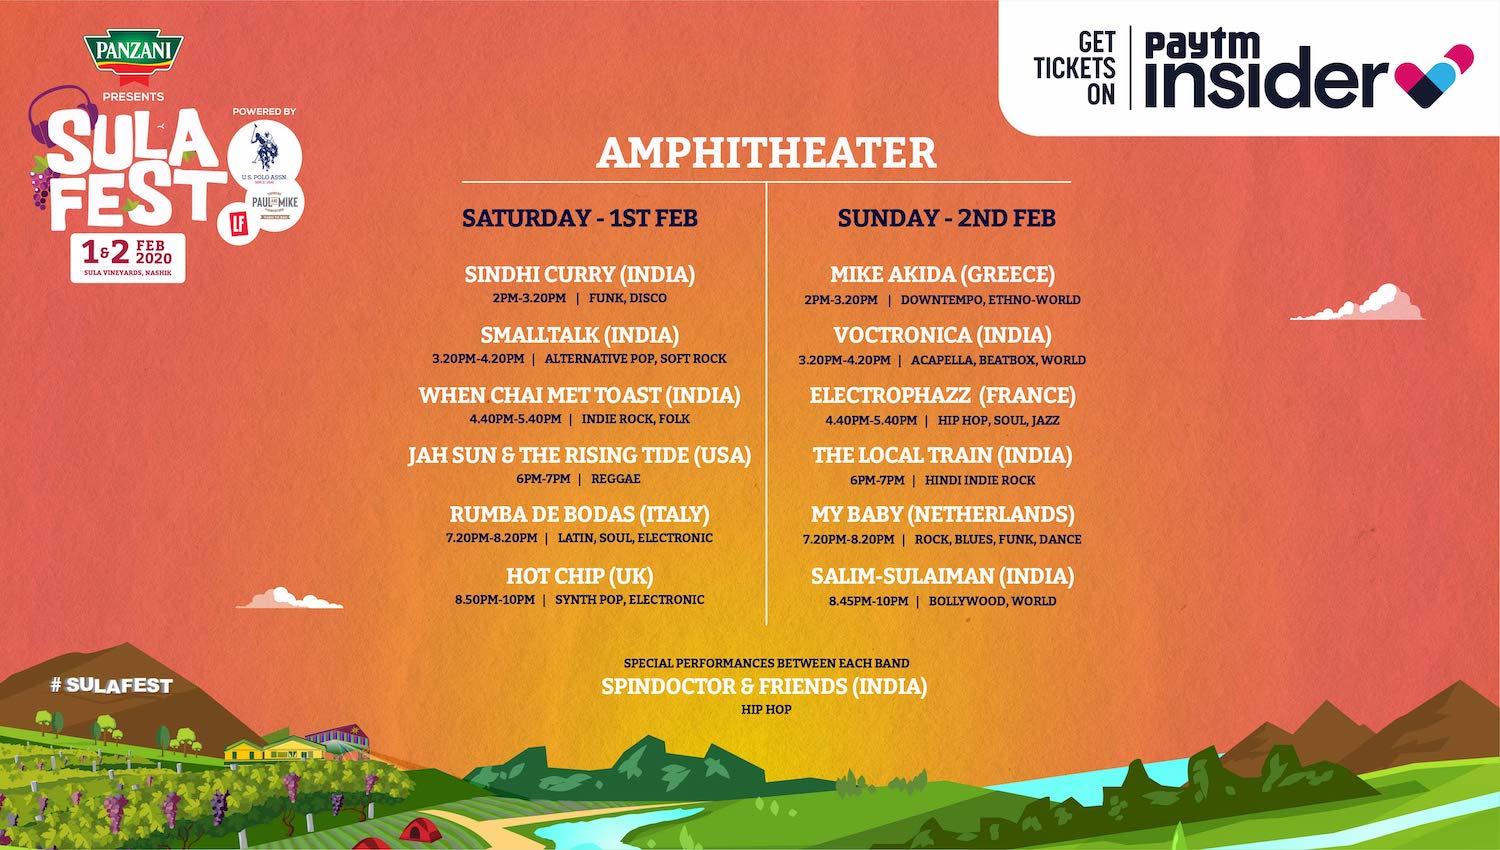 PANZANI
PRESENTS
SULA
FEST
POWERED BY
U.S. POLO ASSN.
SINCE 1890
PAUL AND MIKE
LF
1&2 FEB 2020
SULA VINEYARDS, NASHIK
GET TICKETS ON
paytm
insider
AMPHITHEATER
SATURDAY - 1ST FEB
SINDHI CURRY (INDIA)
2PM-3.20PM | FUNK, DISCO
SMALLTALK (INDIA)
3.20PM-4.20PM | ALTERNATIVE POP, SOFT ROCK
WHEN CHAI MET TOAST (INDIA)
4.40PM-5.40PM | INDIE ROCK, FOLK
JAH SUN & THE RISING TIDE (USA)
6PM-7PM | REGGAE
RUMBA DE BODAS (ITALY)
7.20PM-8.20PM | LATIN, SOUL, ELECTRONIC
HOT CHIP (UK)
8.50PM-10PM | SYNTH POP, ELECTRONIC
SUNDAY - 2ND FEB
MIKE AKIDA (GREECE)
2PM-3.20PM | DOWNTEMPO, ETHNO-WORLD
VOCTRONICA (INDIA)
3.20PM-4.20PM | ACAPELLA, BEATBOX, WORLD
ELECTROPHAZZ (FRANCE)
4.40PM-5.40PM | HIP HOP, SOUL, JAZZ
THE LOCAL TRAIN (INDIA)
6PM-7PM | HINDI INDIE ROCK
MY BABY (NETHERLANDS)
7.20PM-8.20PM | ROCK, BLUES, FUNK, DANCE
SALIM-SULAIMAN (INDIA)
8.45PM-10PM | BOLLYWOOD, WORLD
SPECIAL PERFORMANCES BETWEEN EACH BAND
SPINDOCTOR & FRIENDS (INDIA)
HIP HOP
# SULAFEST